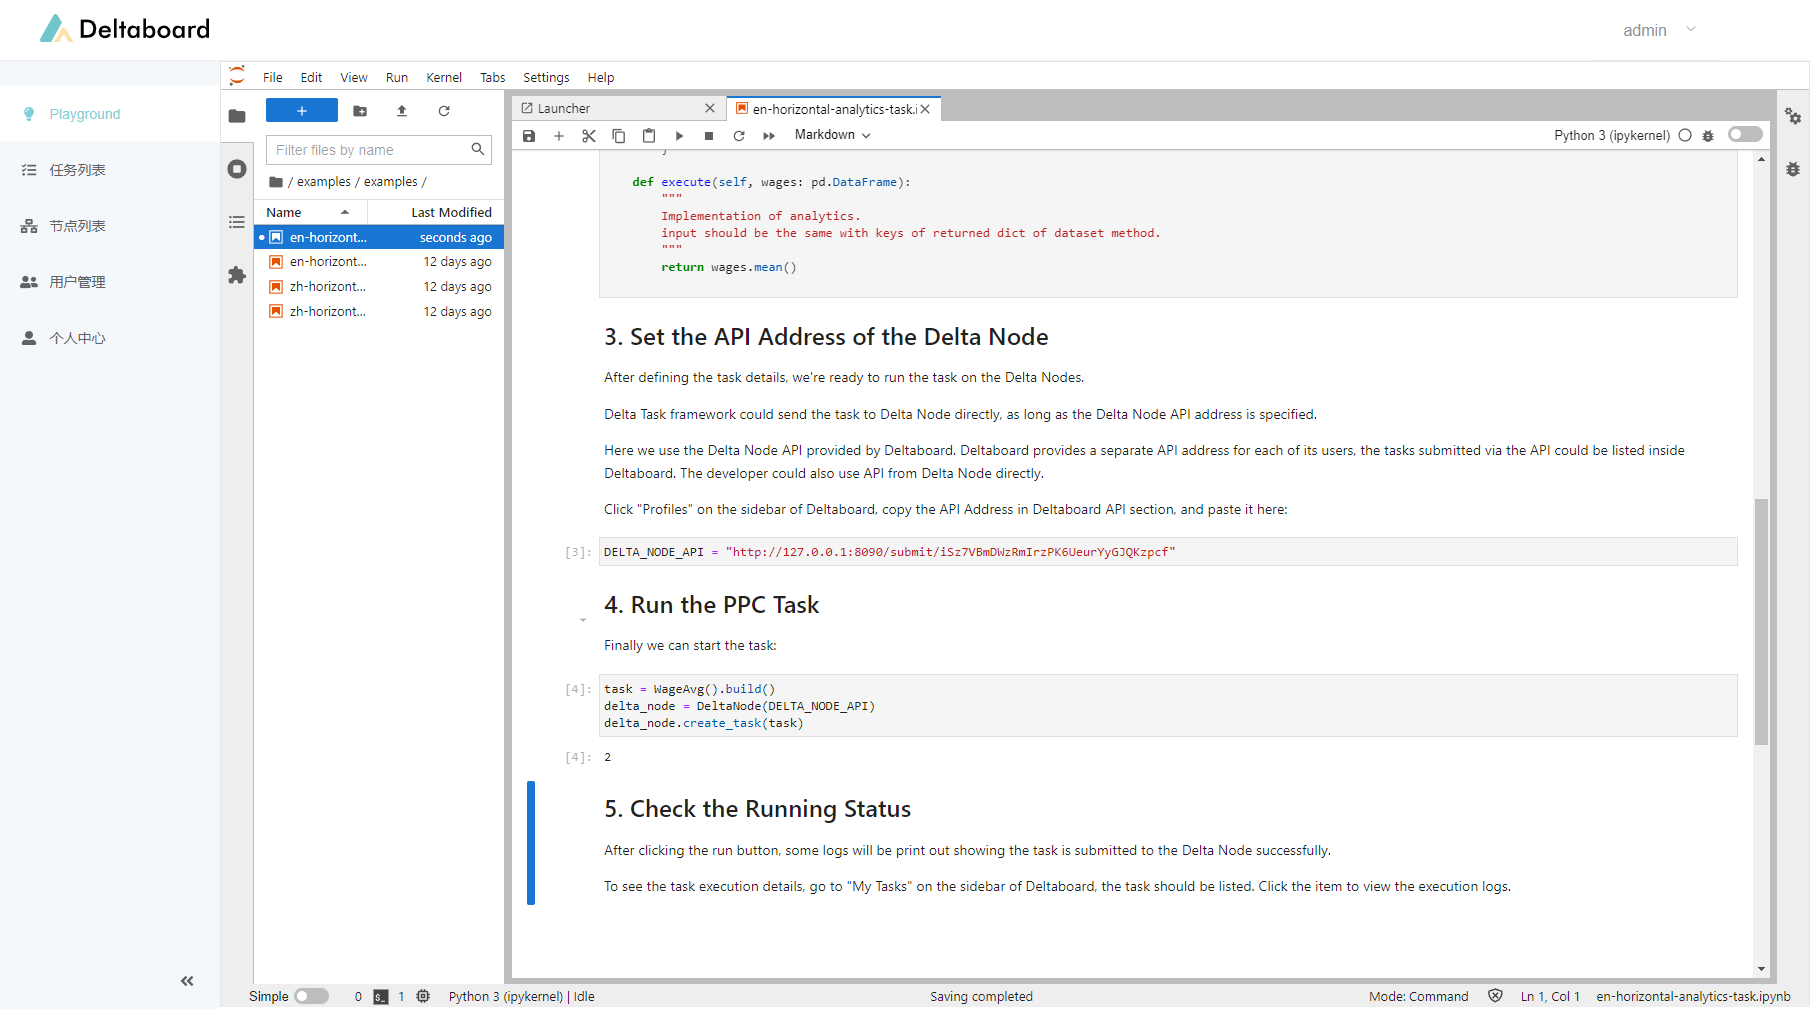 Deltaboard
admin
Playground
任务列表
节点列表
用户管理
个人中心
File Edit View Run Kernel Tabs Settings Help
Filter files by name
/ examples / examples /
Name Last Modified
en-horizont... seconds ago
en-horizont... 12 days ago
zh-horizont... 12 days ago
zh-horizont... 12 days ago
Launcher
en-horizontal-analytics-task.i
Markdown
Python 3 (ipykernel)
def execute(self, wages: pd.DataFrame):
"""
Implementation of analytics.
input should be the same with keys of returned dict of dataset method.
"""
return wages.mean()
3. Set the API Address of the Delta Node
After defining the task details, we're ready to run the task on the Delta Nodes.
Delta Task framework could send the task to Delta Node directly, as long as the Delta Node API address is specified.
Here we use the Delta Node API provided by Deltaboard. Deltaboard provides a separate API address for each of its users, the tasks submitted via the API could be listed inside
Deltaboard. The developer could also use API from Delta Node directly.
Click "Profiles" on the sidebar of Deltaboard, copy the API Address in Deltaboard API section, and paste it here:
[3]: DELTA_NODE_API = "http://127.0.0.1:8090/submit/iSz7VBmDWzRmIrzPK6UeurYyGJQKzpcf"
4. Run the PPC Task
Finally we can start the task:
[4]: task = WageAvg().build()
delta_node = DeltaNode(DELTA_NODE_API)
delta_node.create_task(task)
[4]: 2
5. Check the Running Status
After clicking the run button, some logs will be print out showing the task is submitted to the Delta Node successfully.
To see the task execution details, go to "My Tasks" on the sidebar of Deltaboard, the task should be listed. Click the item to view the execution logs.
Simple 0 $_ 1 Python 3 (ipykernel) | Idle Saving completed Mode: Command Ln 1, Col 1 en-horizontal-analytics-task.ipynb